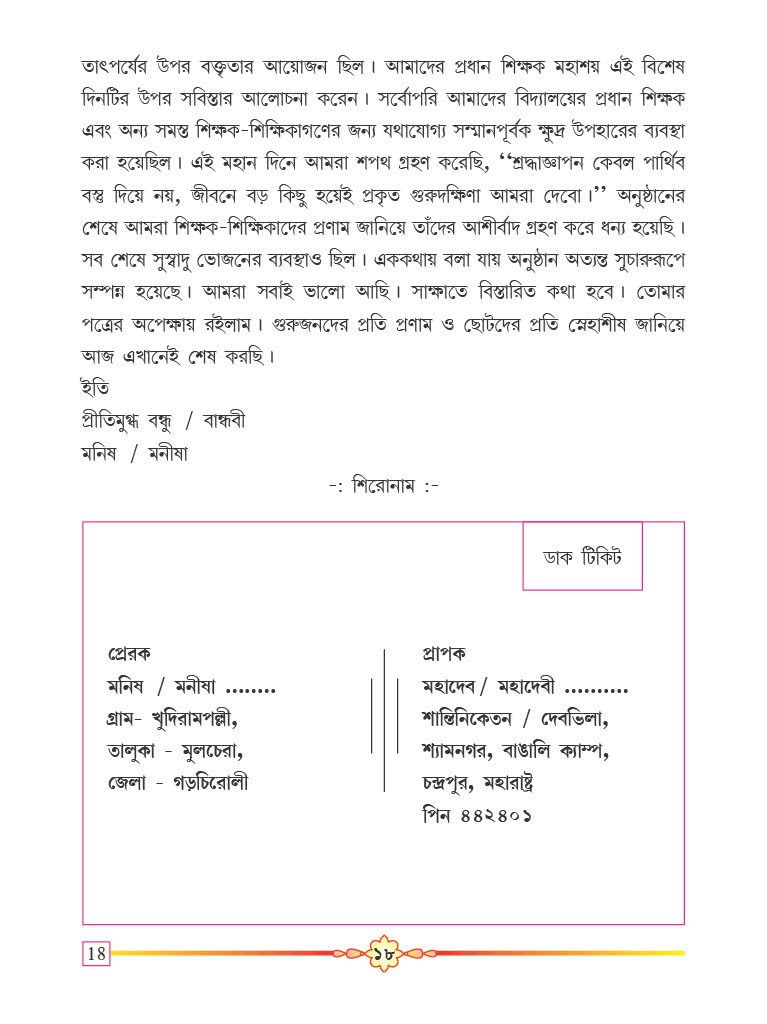 তাৎপর্যের উপর বক্তৃতার আয়োজন ছিল। আমাদের প্রধান শিক্ষক মহাশয় এই বিশেষ
দিনটির উপর সবিস্তার আলোচনা করেন। সর্বোপরি আমাদের বিদ্যালয়ের প্রধান শিক্ষক
এবং অন্য সমস্ত শিক্ষক-শিক্ষিকাগণের জন্য যথাযোগ্য সম্মানপূর্বক ক্ষুদ্র উপহারের ব্যবস্থা
করা হয়েছিল। এই মহান দিনে আমরা শপথ গ্রহণ করেছি, ‘‘শ্রদ্ধাজ্ঞাপন কেবল পার্থিব
বস্তু দিয়ে নয়, জীবনে বড় কিছু হয়েই প্রকৃত গুরুদক্ষিণা আমরা দেবো।’’ অনুষ্ঠানের
শেষে আমরা শিক্ষক-শিক্ষিকাদের প্রণাম জানিয়ে তাঁদের আশীর্বাদ গ্রহণ করে ধন্য হয়েছি।
সব শেষে সুস্বাদু ভোজনের ব্যবস্থাও ছিল। এককথায় বলা যায় অনুষ্ঠান অত্যন্ত সুচারুরূপে
সম্পন্ন হয়েছে। আমরা সবাই ভালো আছি। সাক্ষাতে বিস্তারিত কথা হবে। তোমার
পত্রের অপেক্ষায় রইলাম। গুরুজনদের প্রতি প্রণাম ও ছোটদের প্রতি স্নেহাশীষ জানিয়ে
আজ এখানেই শেষ করছি।
ইতি
প্রীতিমুগ্ধ বন্ধু / বান্ধবী
মনিষ / মনীষা
-: শিরোনাম :-
ডাক টিকিট
প্রেরক
মনিষ / মনীষা ........
গ্রাম- খুদিরামপল্লী,
তালুকা - মুলচেরা,
জেলা - গড়চিরোলী
প্রাপক
মহাদেব / মহাদেবী ..........
শান্তিনিকেতন / দেবভিলা,
শ্যামনগর, বাঙালি ক্যাম্প,
চন্দ্রপুর, মহারাষ্ট্র
পিন ৪৪২৪০১
18
১৮